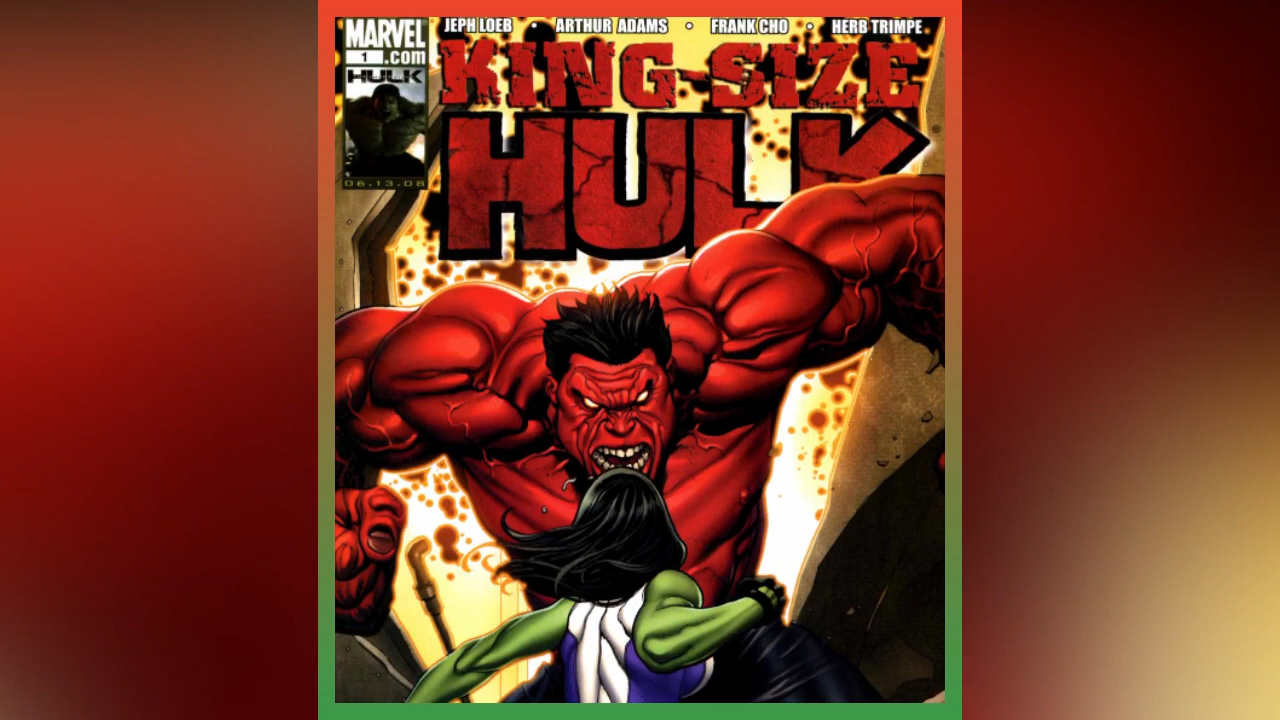 JEPH LOEB • ARTHUR ADAMS • FRANK CHO • HERB TRIMPE
MARVEL
1 .com
HULK
06.13.08
KING-SIZE
HULK